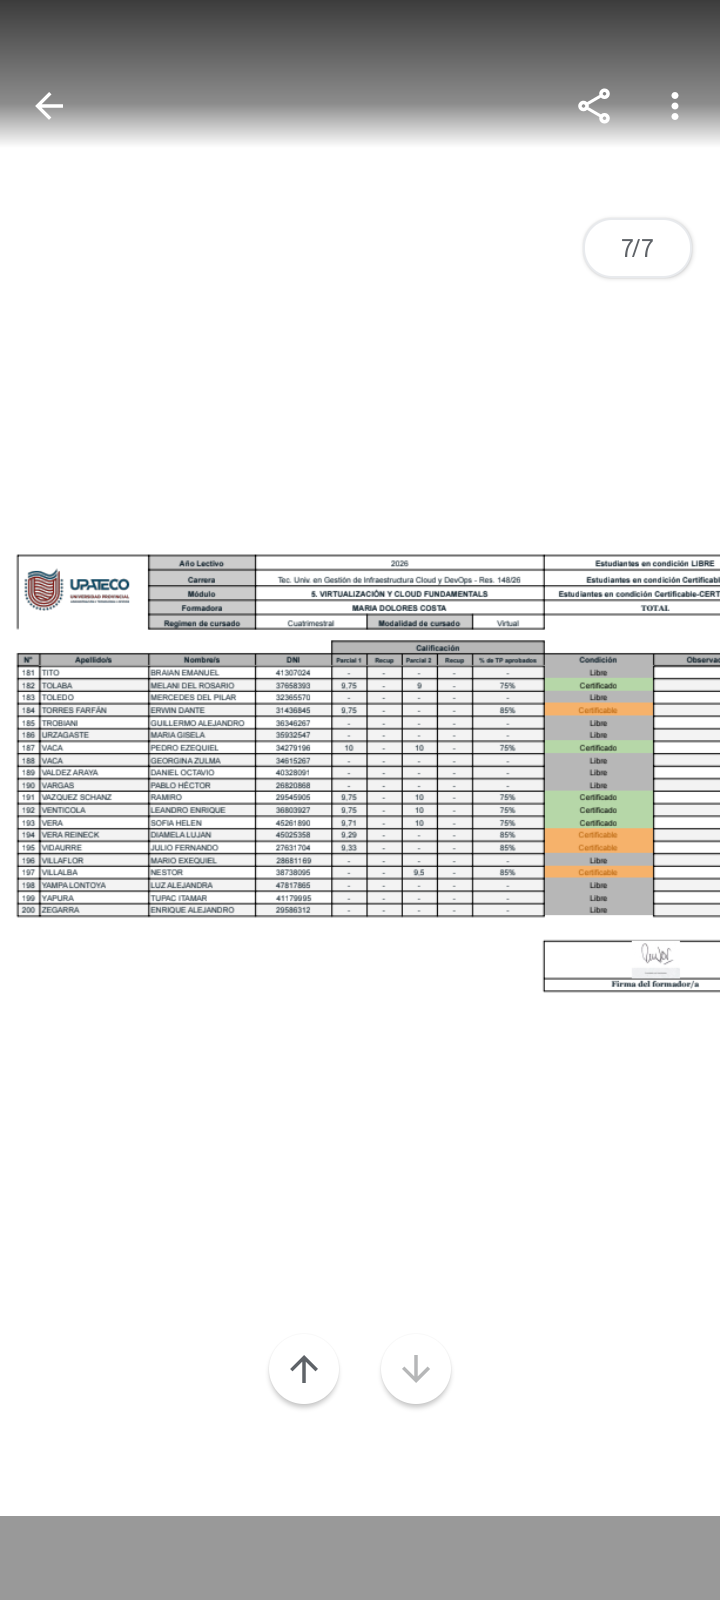 7/7
Año Lectivo 2026 Estudiantes en condición LIBRE
UPATECO Carrera Tec. Univ. en Gestión de Infraestructura Cloud y DevOps - Res. 148/26 Estudiantes en condición Certificabl
UNIVERSIDAD PROVINCIAL Módulo 5. VIRTUALIZACIÓN Y CLOUD FUNDAMENTALS Estudiantes en condición Certificable-CERT
Formadora MARIA DOLORES COSTA TOTAL
Regimen de cursado Cuatrimestral Modalidad de cursado Virtual
Calificación
N° Apellido/s Nombre/s DNI Parcial 1 Recup Parcial 2 Recup % de TP aprobados Condición Observac
181 TITO BRAIAN EMANUEL 41307024 - - - - - Libre
182 TOLABA MELANI DEL ROSARIO 37658393 9,75 - 9 - 75% Certificado
183 TOLEDO MERCEDES DEL PILAR 32365570 - - - - - Libre
184 TORRES FARFÁN ERWIN DANTE 31436845 9,75 - - - 85% Certificable
185 TROBIANI GUILLERMO ALEJANDRO 36346267 - - - - - Libre
186 URZAGASTE MARIA GISELA 35932547 - - - - - Libre
187 VACA PEDRO EZEQUIEL 34279196 10 - 10 - 75% Certificado
188 VACA GEORGINA ZULMA 34615267 - - - - - Libre
189 VALDEZ ARAYA DANIEL OCTAVIO 40328091 - - - - - Libre
190 VARGAS PABLO HÉCTOR 26820868 - - - - - Libre
191 VAZQUEZ SCHANZ RAMIRO 29545905 9,75 - 10 - 75% Certificado
192 VENTICOLA LEANDRO ENRIQUE 36803927 9,75 - 10 - 75% Certificado
193 VERA SOFIA HELEN 45261890 9,71 - 10 - 75% Certificado
194 VERA REINECK DIAMELA LUJAN 45025358 9,29 - - - 85% Certificable
195 VIDAURRE JULIO FERNANDO 27631704 9,33 - - - 85% Certificable
196 VILLAFLOR MARIO EXEQUIEL 28681169 - - - - - Libre
197 VILLALBA NESTOR 38738095 - - 9,5 - 85% Certificable
198 YAMPA LONTOYA LUZ ALEJANDRA 47817865 - - - - - Libre
199 YAPURA TUPAC ITAMAR 41179995 - - - - - Libre
200 ZEGARRA ENRIQUE ALEJANDRO 29586312 - - - - - Libre
Firma del formador/a